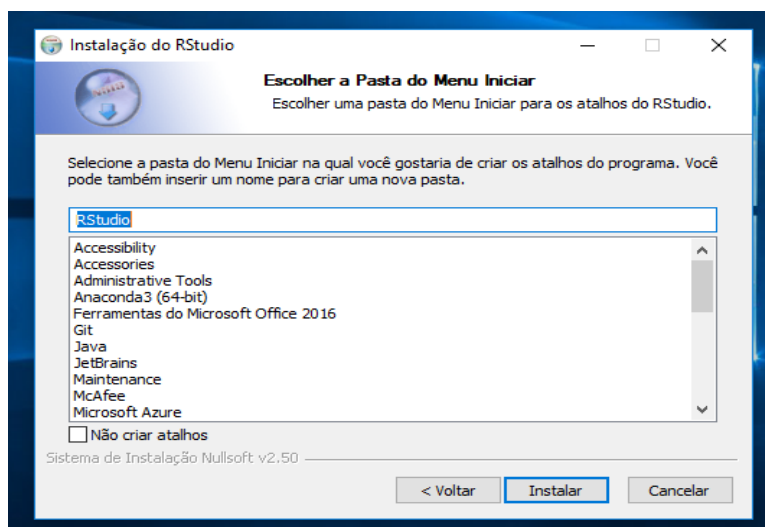 Instalação do RStudio
Escolher a Pasta do Menu Iniciar
Escolher uma pasta do Menu Iniciar para os atalhos do RStudio.
Selecione a pasta do Menu Iniciar na qual você gostaria de criar os atalhos do programa. Você
pode também inserir um nome para criar uma nova pasta.
RStudio
Accessibility
Accessories
Administrative Tools
Anaconda3 (64-bit)
Ferramentas do Microsoft Office 2016
Git
Java
JetBrains
Maintenance
McAfee
Microsoft Azure
Não criar atalhos
Sistema de Instalação Nullsoft v2.50
< Voltar Instalar Cancelar